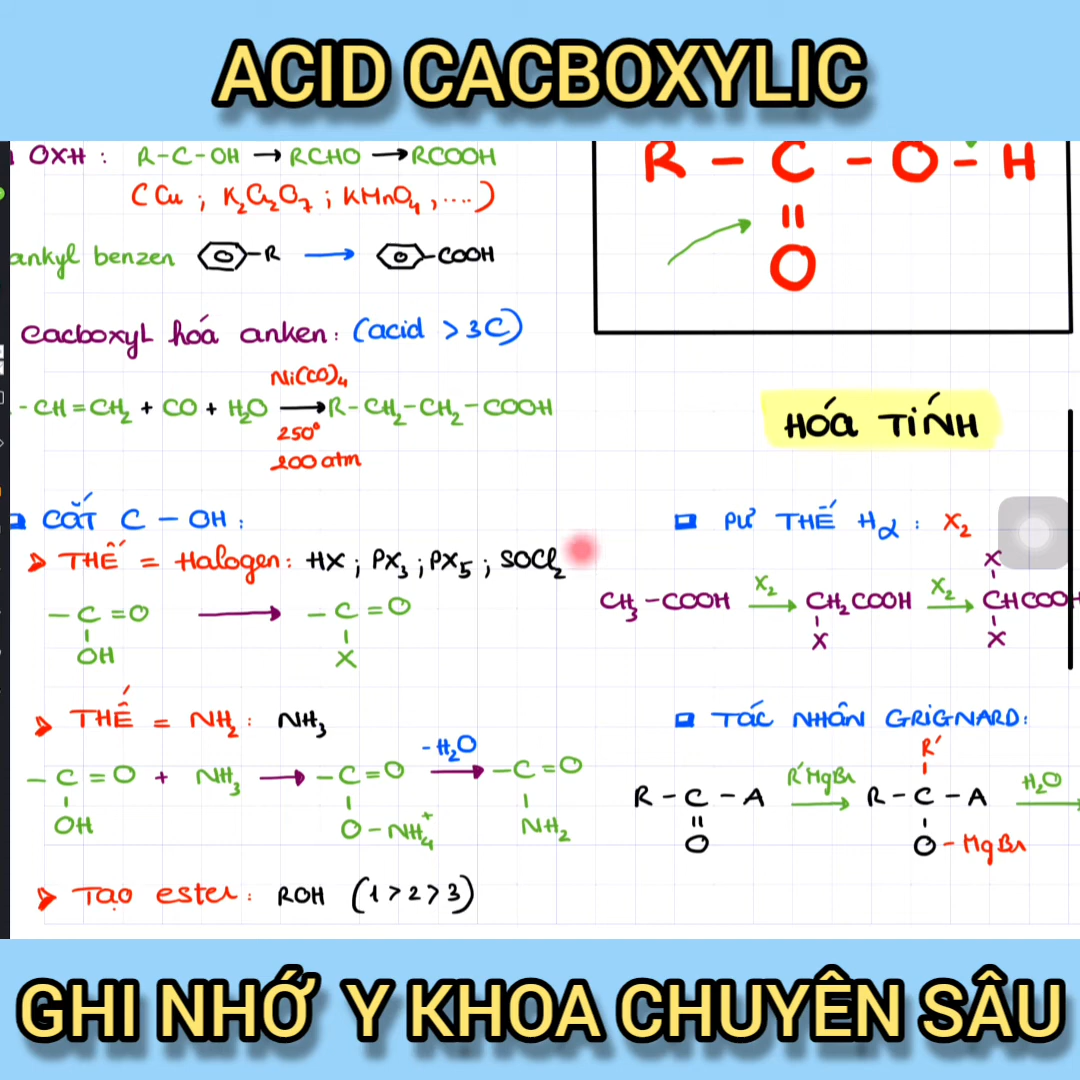 ACID CACBOXYLIC
OXH : R-C-OH → RCHO → RCOOH
(Cu ; K₂Cr₂O₇ ; KMnO₄ , ....)
ankyl benzen -R → -COOH
cacboxyl hóa anken: (acid > 3C)
Ni(CO)₄
-CH=CH₂ + CO + H₂O → R-CH₂-CH₂-COOH
250°
200 atm
CẮT C - OH :
THẾ = Halogen: HX ; PX₃ ; PX₅ ; SOCl₂
-C=O → -C=O
OH X
THẾ = NH₂: NH₃
-H₂O
-C=O + NH₃ → -C=O → -C=O
OH O-NH₄⁺ NH₂
Tạo ester: ROH (1>2>3)
R - C - O - H
=
O
HÓA TÍNH
PƯ THẾ Hα : X₂
X₂ X₂ X
CH₃-COOH → CH₂COOH → CHCOOH
X X
TÁC NHÂN GRIGNARD:
R'
R - C - A R'MgBr → R - C - A H₂O →
O O - MgBr
GHI NHỚ Y KHOA CHUYÊN SÂU